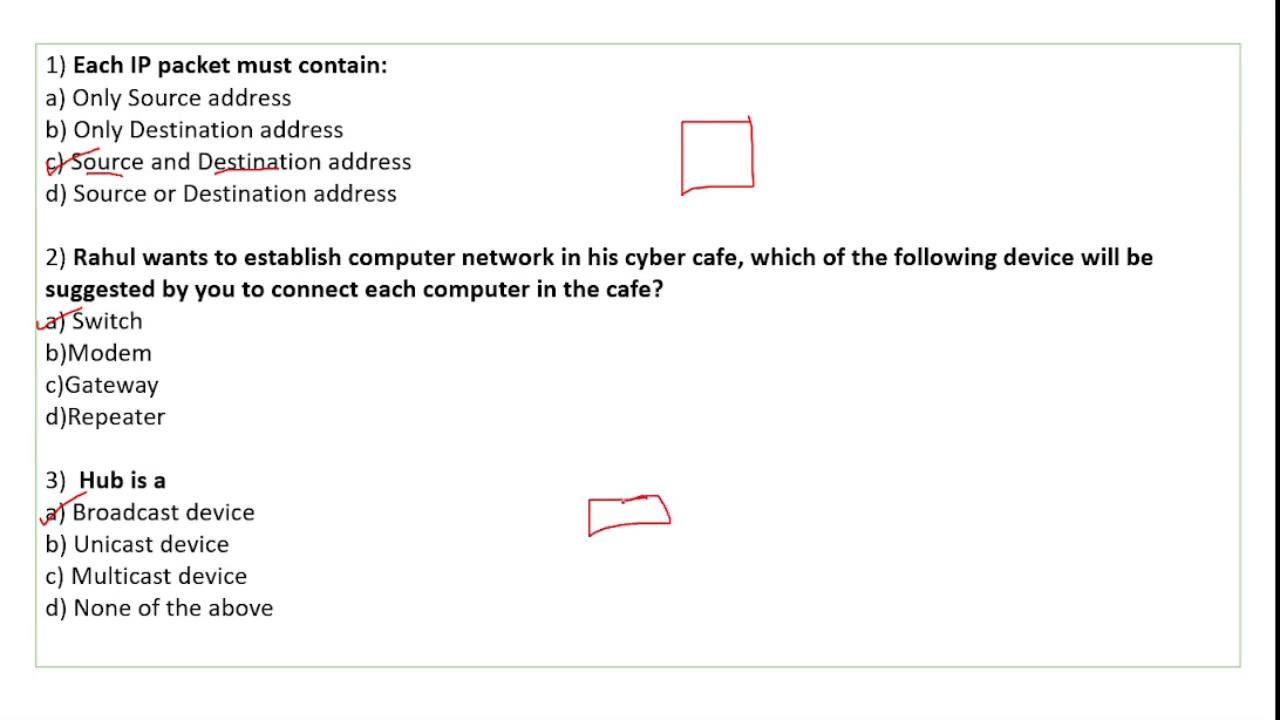 1) Each IP packet must contain:
a) Only Source address
b) Only Destination address
c) Source and Destination address
d) Source or Destination address
2) Rahul wants to establish computer network in his cyber cafe, which of the following device will be
suggested by you to connect each computer in the cafe?
a) Switch
b)Modem
c)Gateway
d)Repeater
3) Hub is a
a) Broadcast device
b) Unicast device
c) Multicast device
d) None of the above